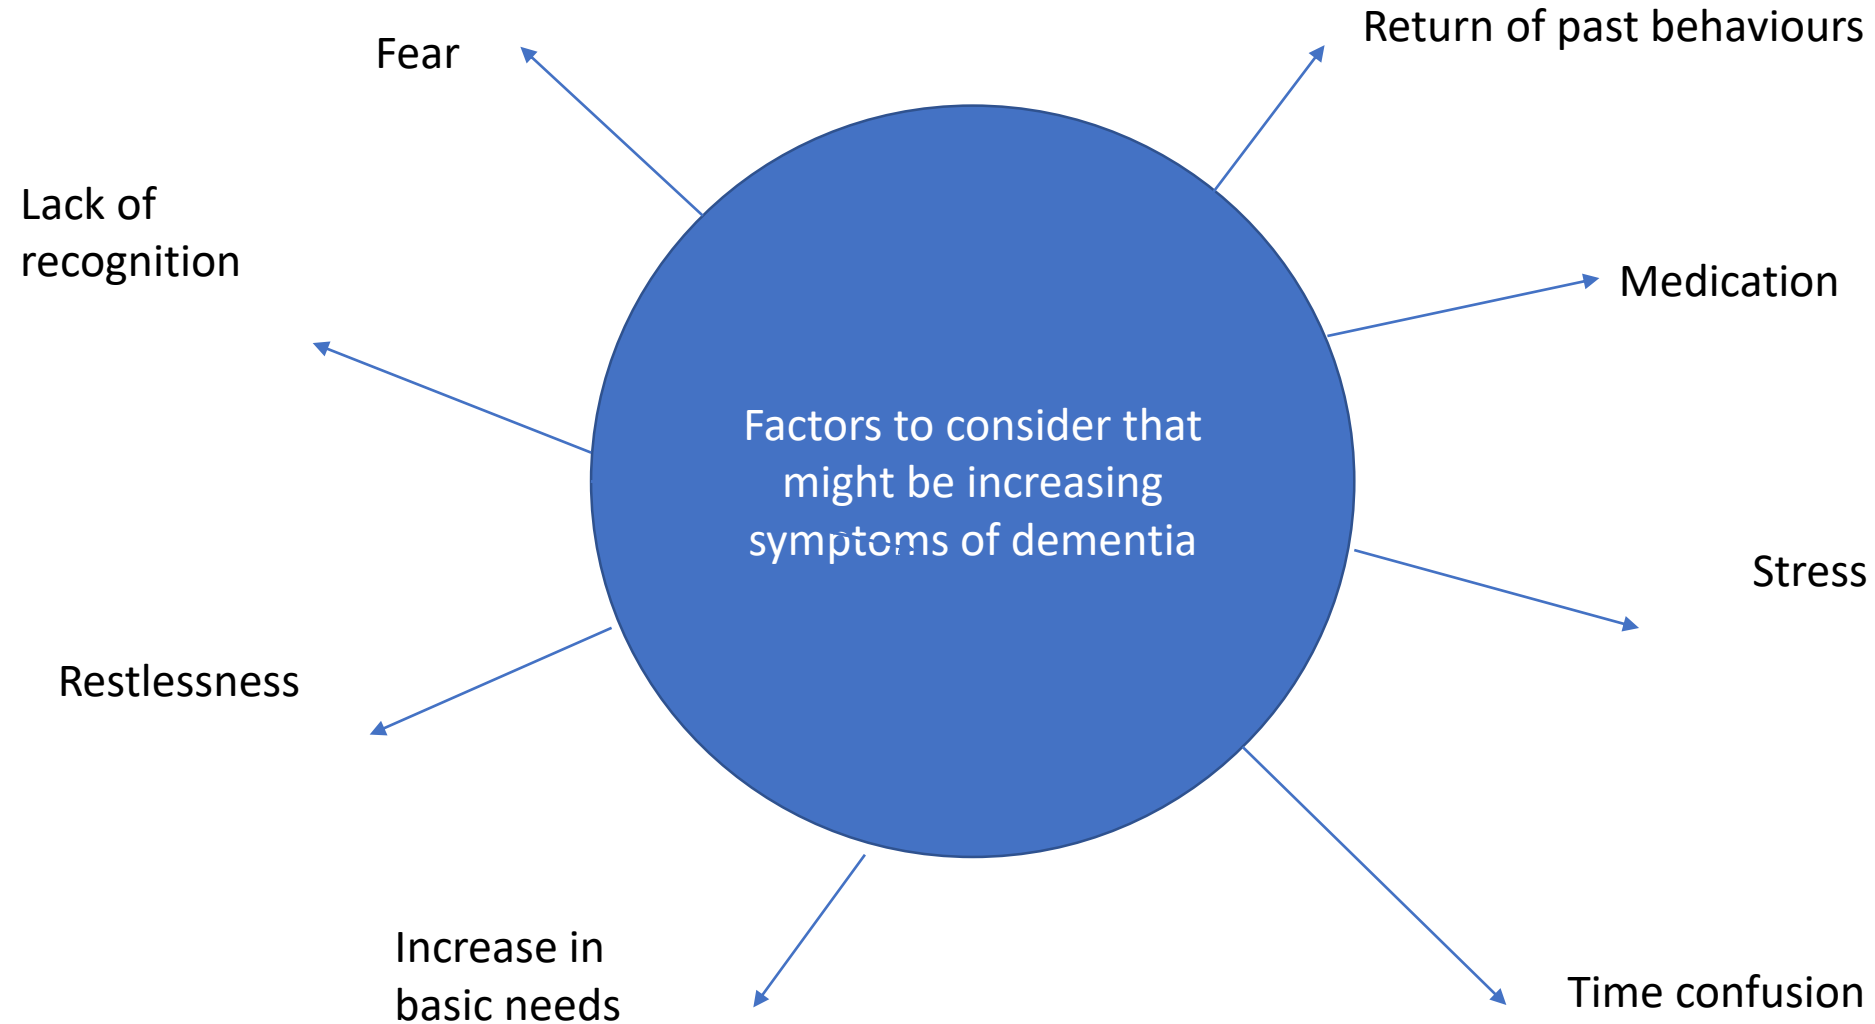 Return of past behaviours
Fear
Lack of
recognition
Medication
Factors to consider that
might be increasing
symptoms of dementia
Stress
Restlessness
Increase in
basic needs
Time confusion